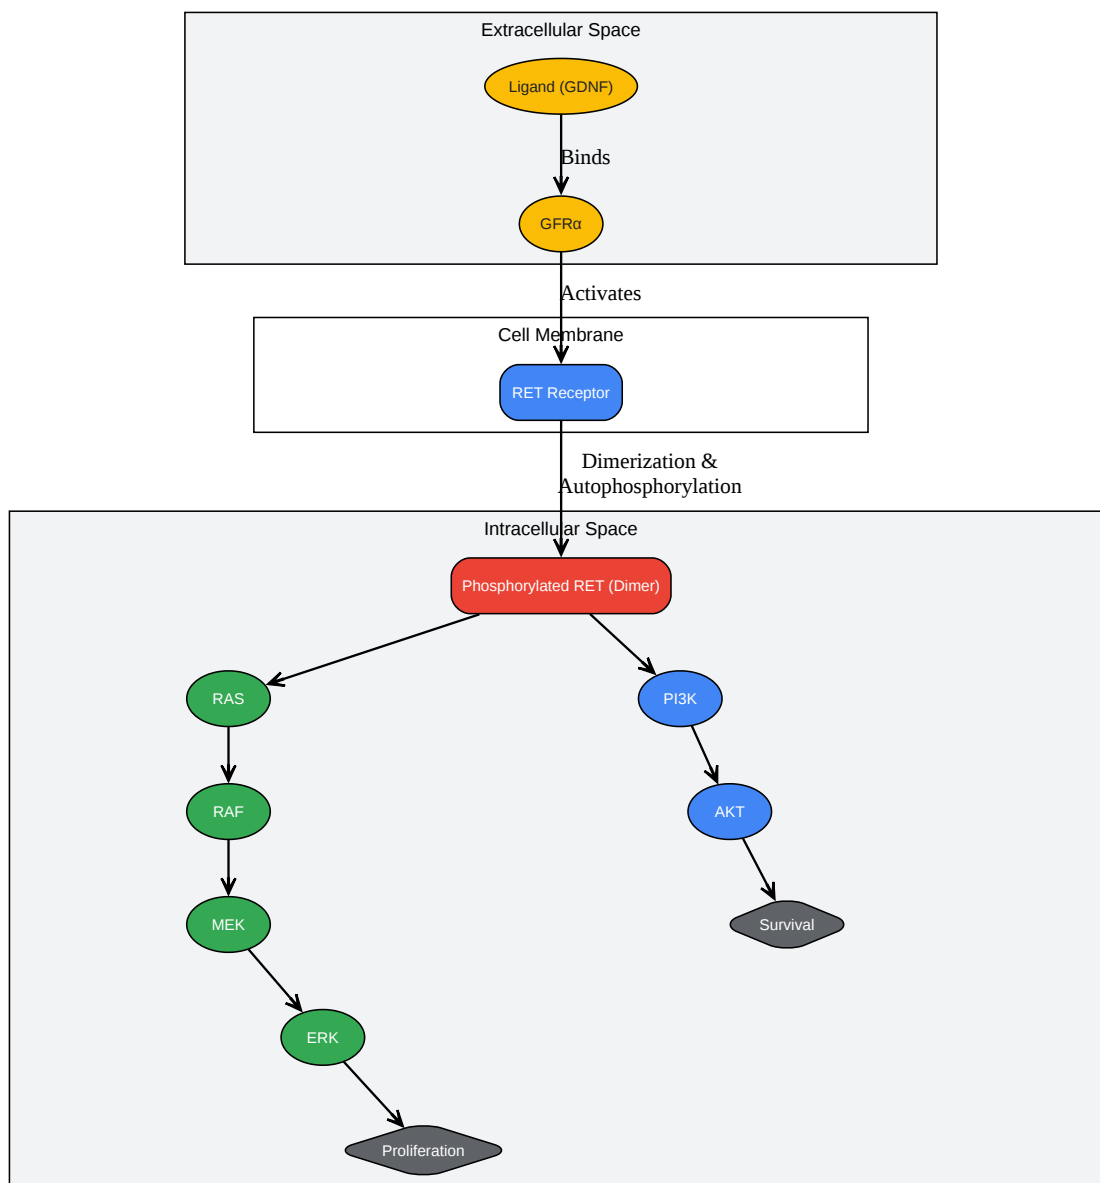 Extracellular Space
Ligand (GDNF)
Binds
GFRα
Activates
Cell Membrane
RET Receptor
Dimerization &
Autophosphorylation
Intracellular Space
Phosphorylated RET (Dimer)
RAS
PI3K
RAF
AKT
MEK
Survival
ERK
Proliferation